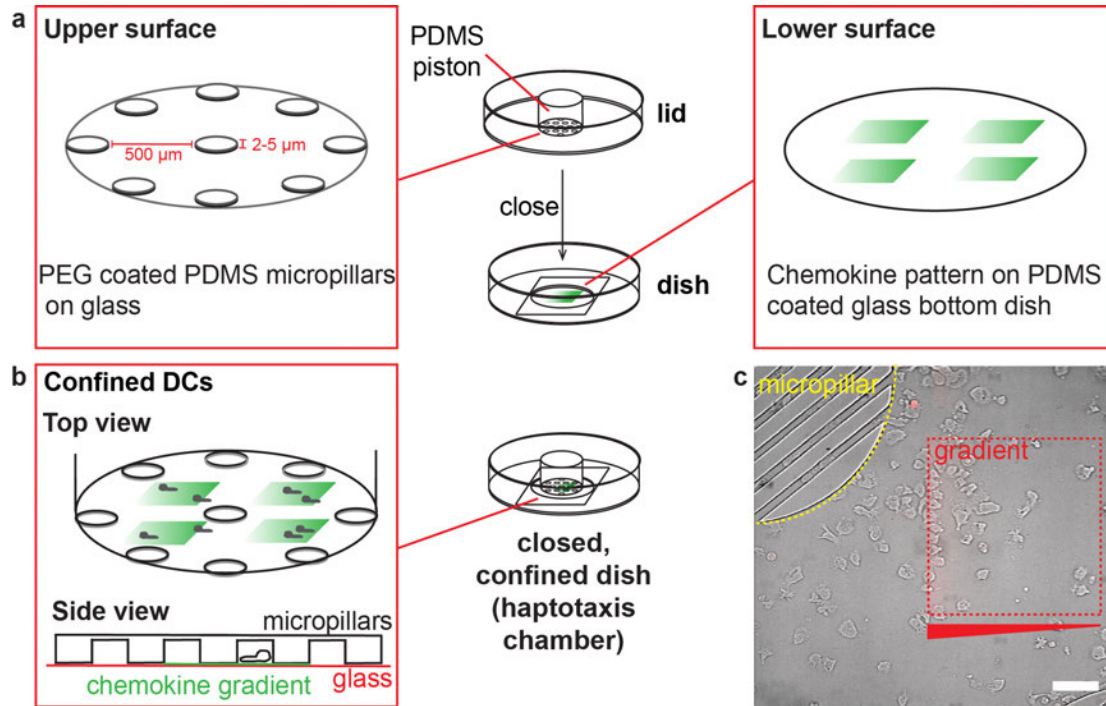 a
Upper surface
500 µm
2-5 µm
PEG coated PDMS micropillars
on glass
PDMS
piston
lid
close
dish
Lower surface
Chemokine pattern on PDMS
coated glass bottom dish
b
Confined DCs
Top view
Side view
micropillars
glass
chemokine gradient
closed,
confined dish
(haptotaxis
chamber)
c
micropillar
gradient